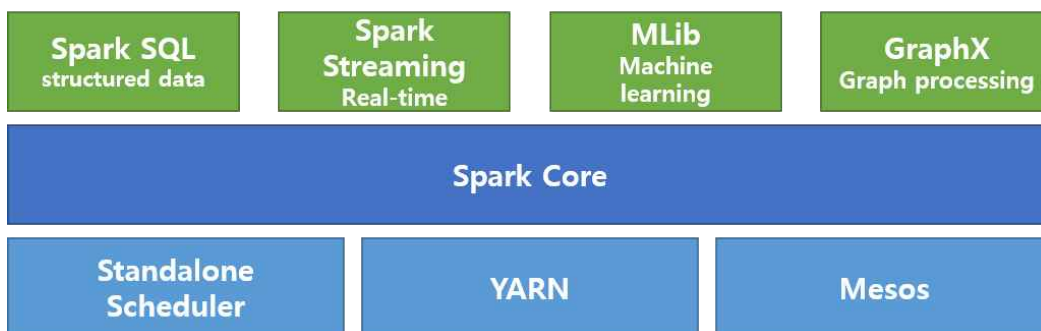 Spark SQL
structured data
Spark
Streaming
Real-time
MLib
Machine
learning
GraphX
Graph processing
Spark Core
Standalone
Scheduler
YARN
Mesos